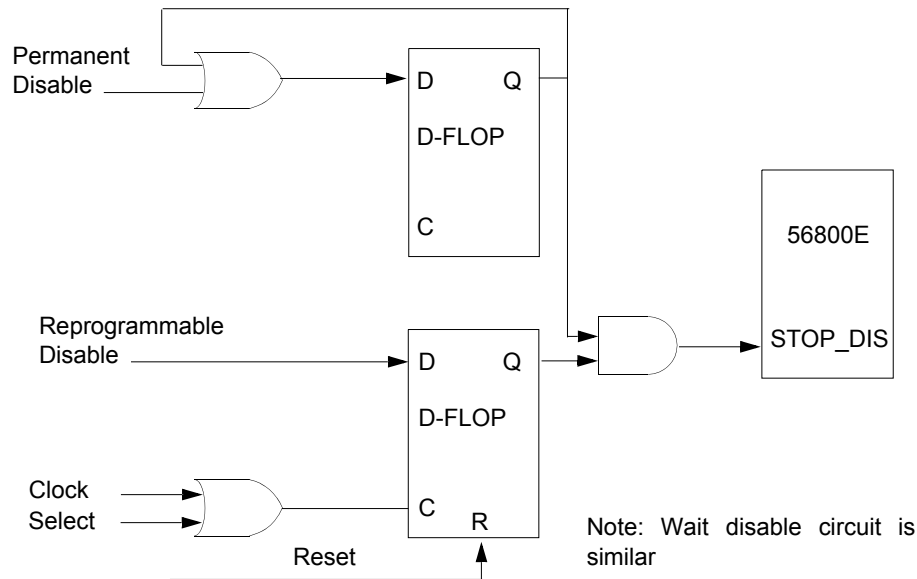 Permanent
Disable
D
Q
D-FLOP
C
56800E
STOP_DIS
Reprogrammable
Disable
D
Q
D-FLOP
Clock
Select
C
R
Reset
Note: Wait disable circuit is
similar